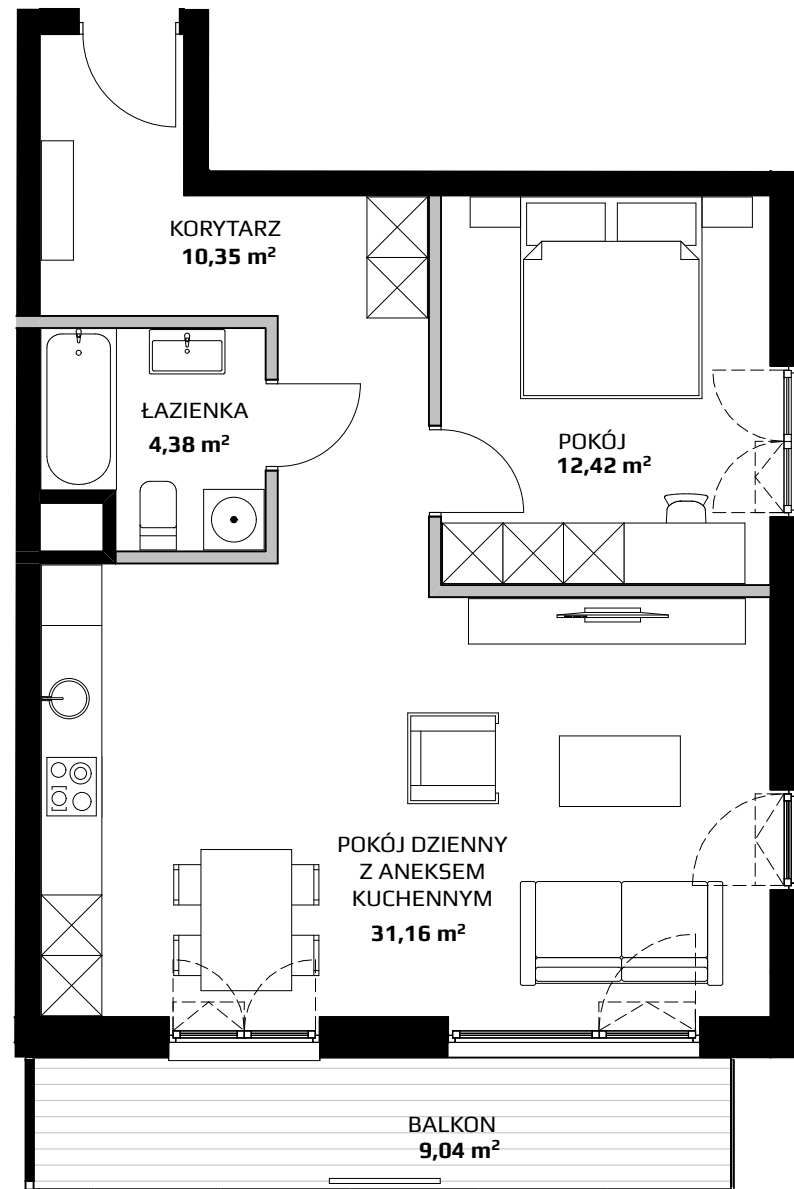 KORYTARZ
10,35 m²
ŁAZIENKA
4,38 m²
POKÓJ
12,42 m²
POKÓJ DZIENNY
Z ANEKSEM
KUCHENNYM
31,16 m²
BALKON
9,04 m²